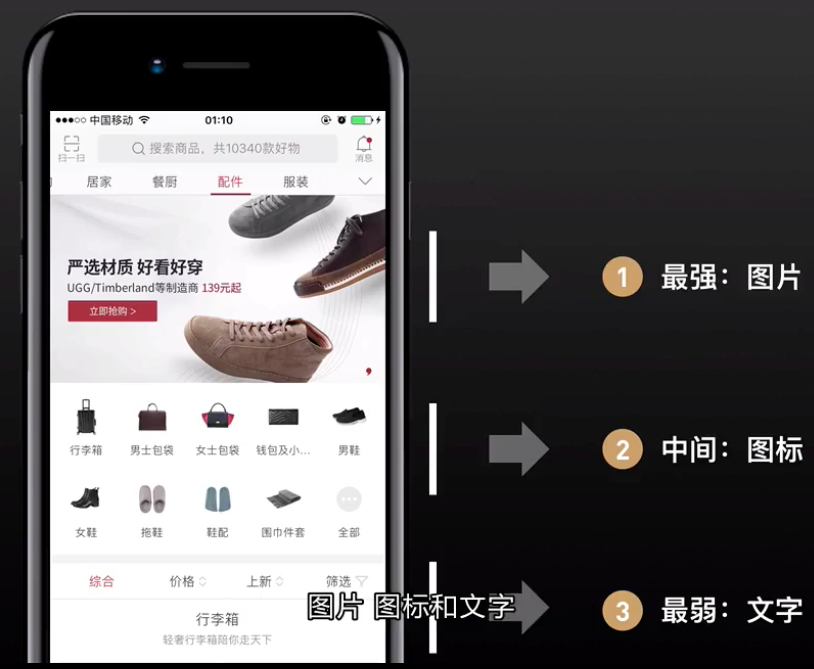 中国移动
01:10
扫一扫
搜索商品，共10340款好物
消息
居家
餐厨
配件
服装
严选材质 好看好穿
UGG/Timberland等制造商 139元起
立即抢购 >
行李箱
男士包袋
女士包袋
钱包及小...
男鞋
女鞋
拖鞋
鞋配
围巾件套
全部
综合
价格
上新
筛选
行李箱
轻奢行李箱陪你走天下
1 最强：图片
2 中间：图标
3 最弱：文字
图片 图标和文字